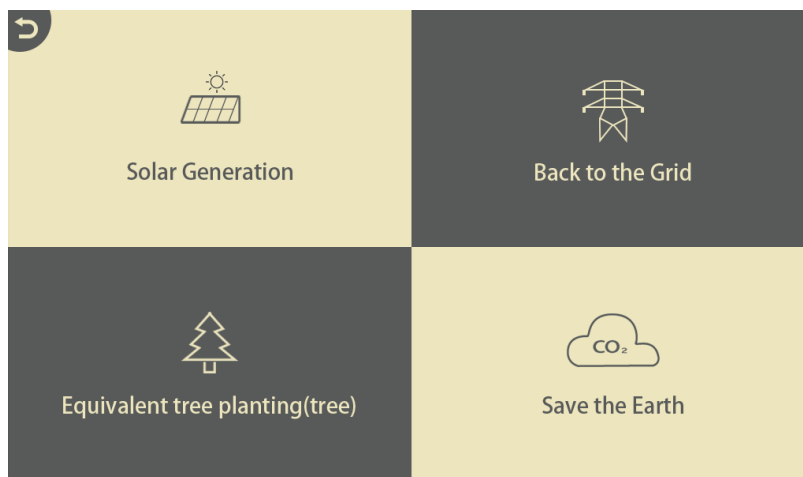 Solar Generation
Back to the Grid
Equivalent tree planting(tree)
CO₂
Save the Earth